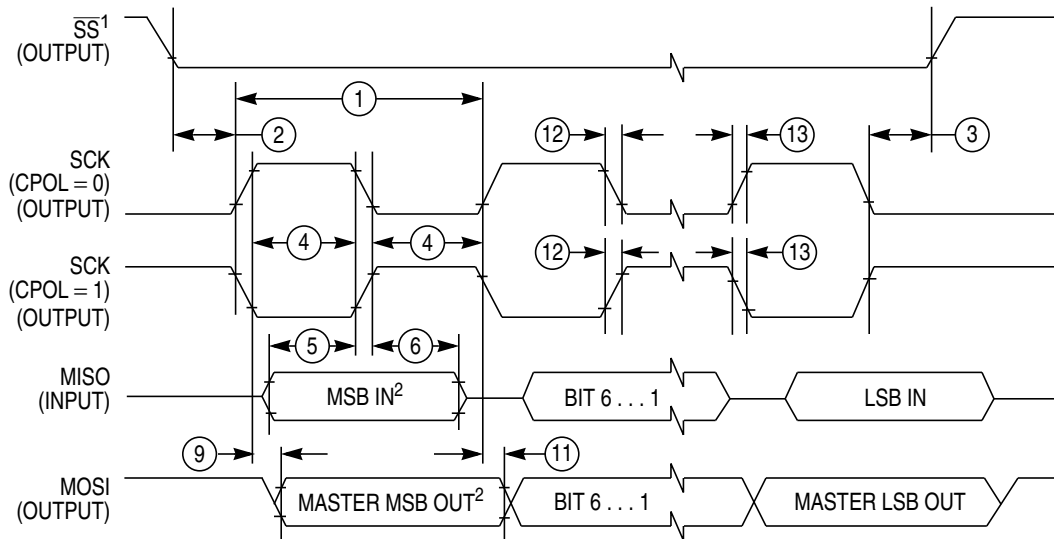 SS¹
(OUTPUT)
1
2
12
13
3
SCK
(CPOL = 0)
(OUTPUT)
4
4
SCK
(CPOL = 1)
(OUTPUT)
12
13
5
6
MISO
(INPUT)
MSB IN²
BIT 6 . . . 1
LSB IN
9
11
MOSI
(OUTPUT)
MASTER MSB OUT²
BIT 6 . . . 1
MASTER LSB OUT